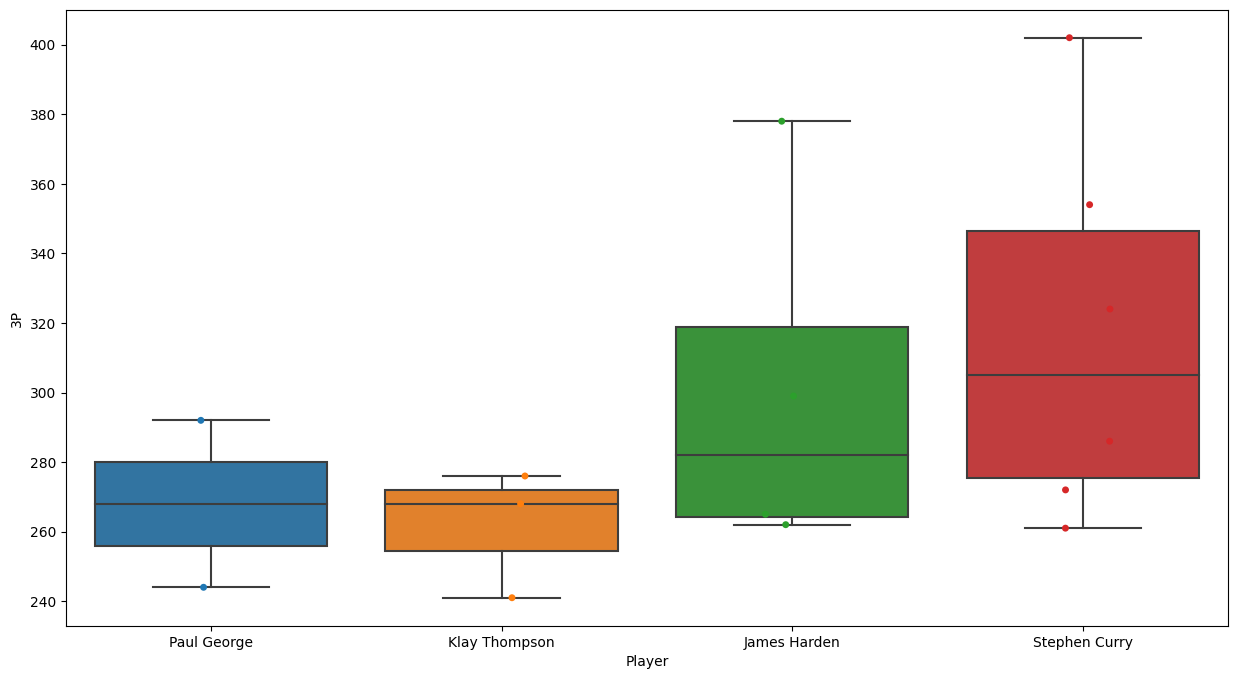 400
380
360
340
320
300
280
260
240
3P
Paul George
Klay Thompson
James Harden
Stephen Curry
Player